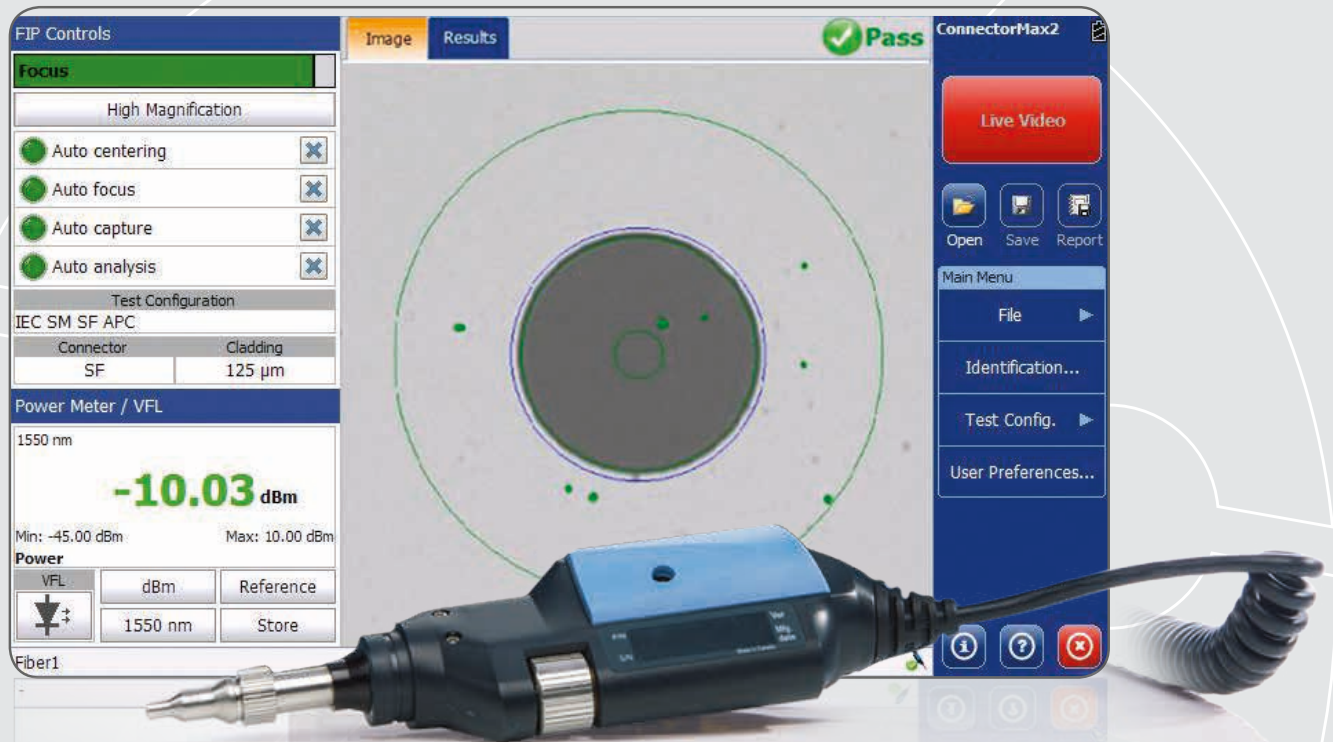 FIP Controls
Focus
High Magnification
Auto centering
Auto focus
Auto capture
Auto analysis
Test Configuration
IEC SM SF APC
Connector Cladding
SF 125 µm
Power Meter / VFL
1550 nm
-10.03 dBm
Min: -45.00 dBm Max: 10.00 dBm
Power
VFL dBm Reference
1550 nm Store
Fiber1
Image Results
Pass
ConnectorMax2
Live Video
Open Save Report
Main Menu
File
Identification...
Test Config.
User Preferences...
P/N
Ver
S/N
Mfg.
date